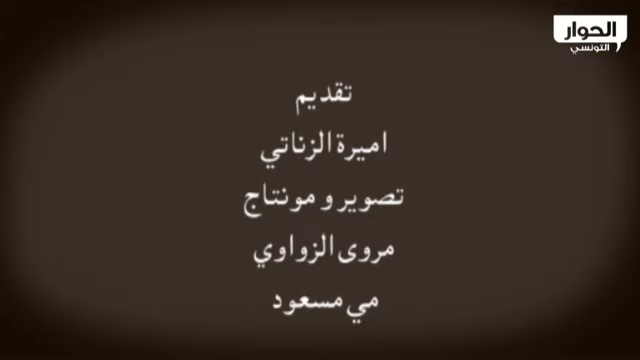 الحوار
التونسي
تقديم
اميرة الزناتي
تصوير و مونتاج
مروى الزواوي
مي مسعود